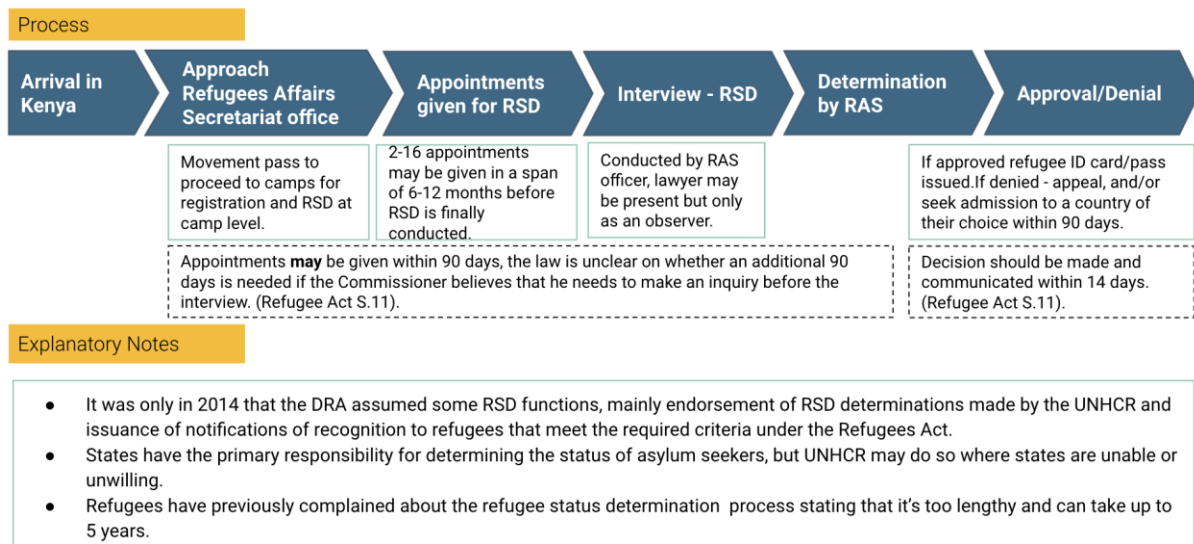 Process
Arrival in
Kenya
Approach
Refugees Affairs
Secretariat office
Appointments
given for RSD
Interview - RSD
Determination
by RAS
Approval/Denial
Movement pass to
proceed to camps for
registration and RSD at
camp level.
2-16 appointments
may be given in a span
of 6-12 months before
RSD is finally
conducted.
Conducted by RAS
officer, lawyer may
be present but only
as an observer.
If approved refugee ID card/pass
issued.If denied - appeal, and/or
seek admission to a country of
their choice within 90 days.
Appointments may be given within 90 days, the law is unclear on whether an additional 90
days is needed if the Commissioner believes that he needs to make an inquiry before the
interview. (Refugee Act S.11).
Decision should be made and
communicated within 14 days.
(Refugee Act S.11).
Explanatory Notes
● It was only in 2014 that the DRA assumed some RSD functions, mainly endorsement of RSD determinations made by the UNHCR and
issuance of notifications of recognition to refugees that meet the required criteria under the Refugees Act.
● States have the primary responsibility for determining the status of asylum seekers, but UNHCR may do so where states are unable or
unwilling.
● Refugees have previously complained about the refugee status determination process stating that it's too lengthy and can take up to
5 years.